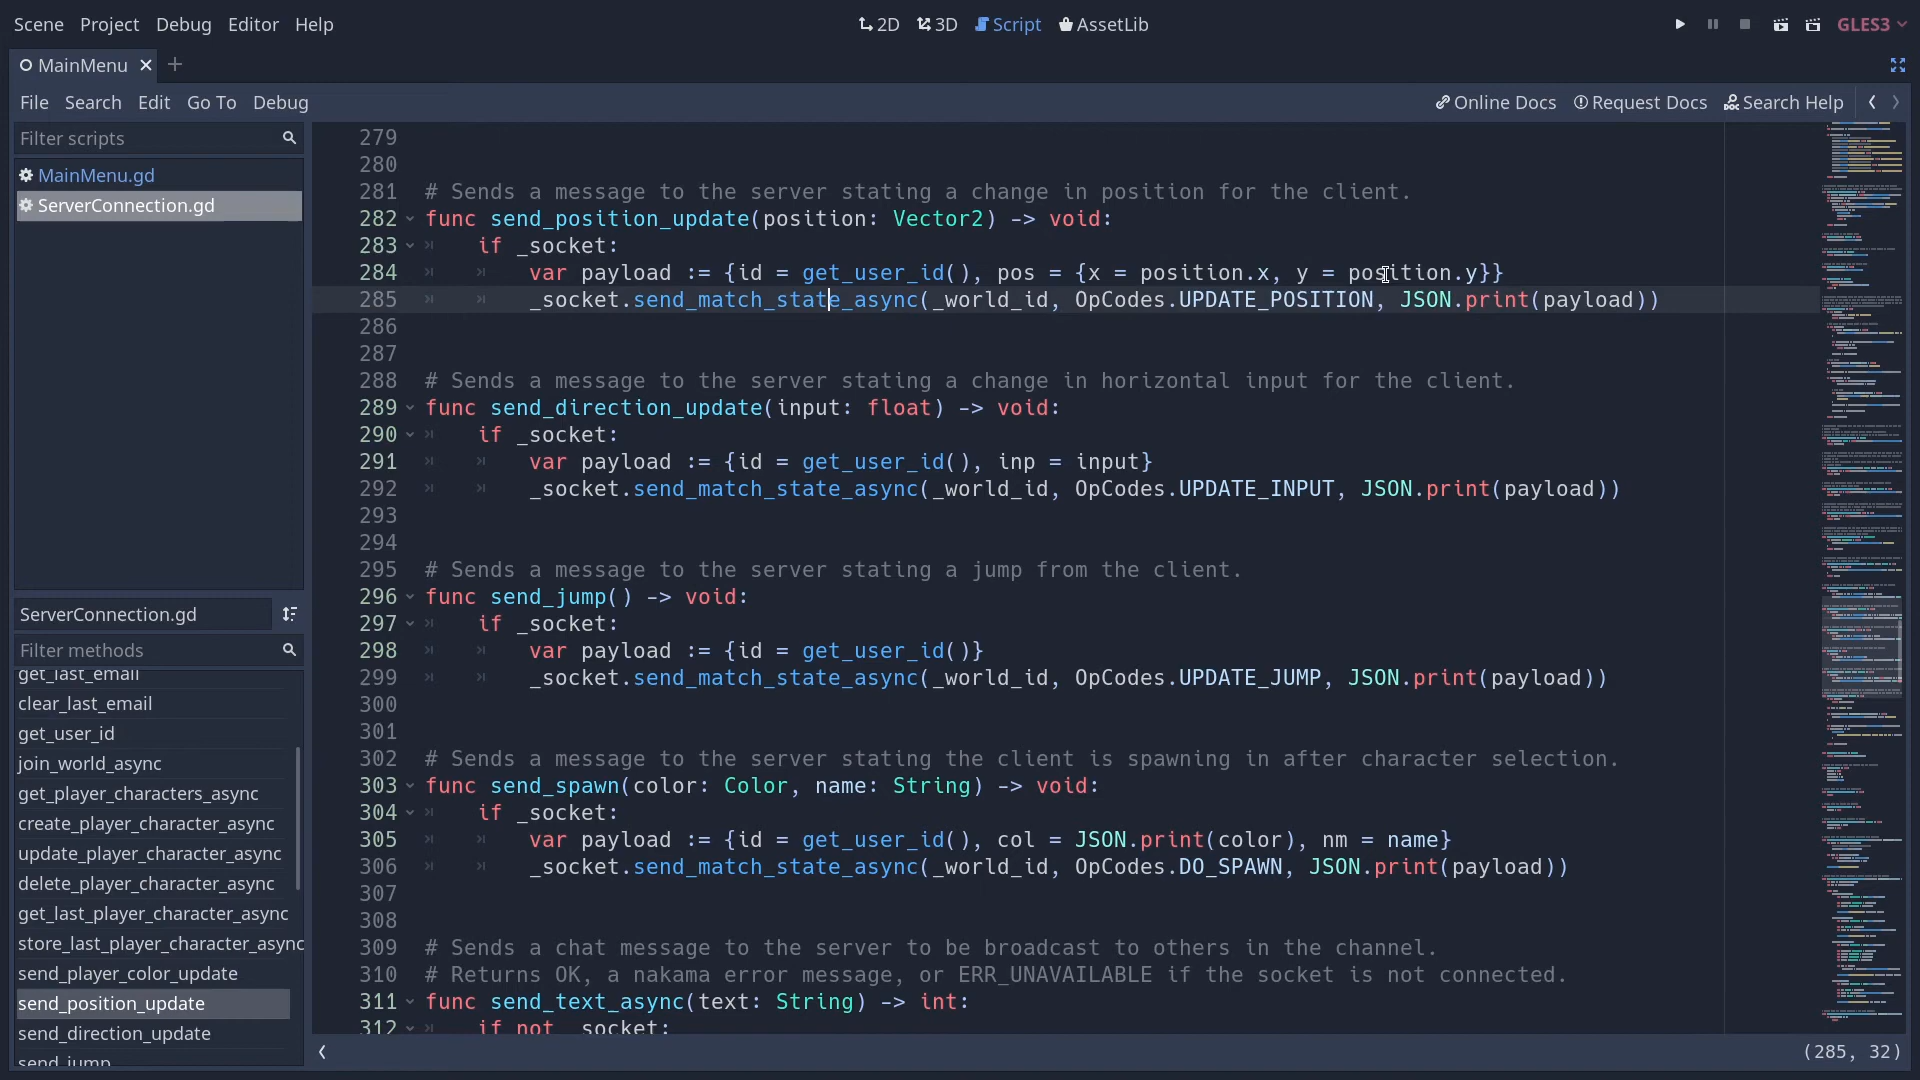 Scene Project Debug Editor Help 2D 3D Script AssetLib GLES3
MainMenu
File Search Edit Go To Debug Online Docs Request Docs Search Help
Filter scripts
MainMenu.gd
ServerConnection.gd
ServerConnection.gd
Filter methods
get_last_email
clear_last_email
get_user_id
join_world_async
get_player_characters_async
create_player_character_async
update_player_character_async
delete_player_character_async
get_last_player_character_async
store_last_player_character_async
send_player_color_update
send_position_update
send_direction_update
send_jump
279
280
281 # Sends a message to the server stating a change in position for the client.
282 func send_position_update(position: Vector2) -> void:
283 if _socket:
284 var payload := {id = get_user_id(), pos = {x = position.x, y = position.y}}
285 _socket.send_match_state_async(_world_id, OpCodes.UPDATE_POSITION, JSON.print(payload))
286
287
288 # Sends a message to the server stating a change in horizontal input for the client.
289 func send_direction_update(input: float) -> void:
290 if _socket:
291 var payload := {id = get_user_id(), inp = input}
292 _socket.send_match_state_async(_world_id, OpCodes.UPDATE_INPUT, JSON.print(payload))
293
294
295 # Sends a message to the server stating a jump from the client.
296 func send_jump() -> void:
297 if _socket:
298 var payload := {id = get_user_id()}
299 _socket.send_match_state_async(_world_id, OpCodes.UPDATE_JUMP, JSON.print(payload))
300
301
302 # Sends a message to the server stating the client is spawning in after character selection.
303 func send_spawn(color: Color, name: String) -> void:
304 if _socket:
305 var payload := {id = get_user_id(), col = JSON.print(color), nm = name}
306 _socket.send_match_state_async(_world_id, OpCodes.DO_SPAWN, JSON.print(payload))
307
308
309 # Sends a chat message to the server to be broadcast to others in the channel.
310 # Returns OK, a nakama error message, or ERR_UNAVAILABLE if the socket is not connected.
311 func send_text_async(text: String) -> int:
312 if not _socket:
(285, 32)